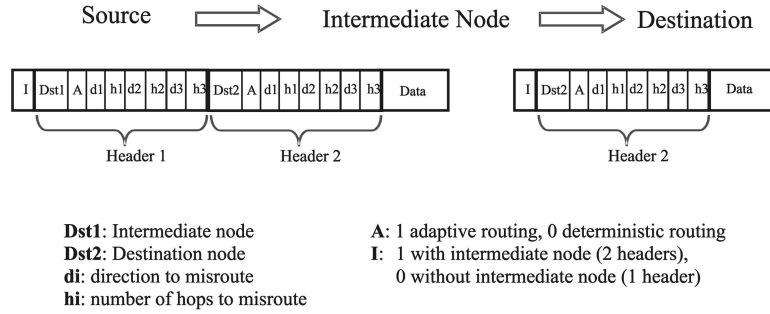 Source Intermediate Node Destination
I Dst1 A d1 h1 d2 h2 d3 h3 Dst2 A d1 h1 d2 h2 d3 h3 Data I Dst2 A d1 h1 d2 h2 d3 h3 Data
Header 1 Header 2 Header 2
Dst1: Intermediate node
Dst2: Destination node
di: direction to misroute
hi: number of hops to misroute
A: 1 adaptive routing, 0 deterministic routing
I: 1 with intermediate node (2 headers),
0 without intermediate node (1 header)